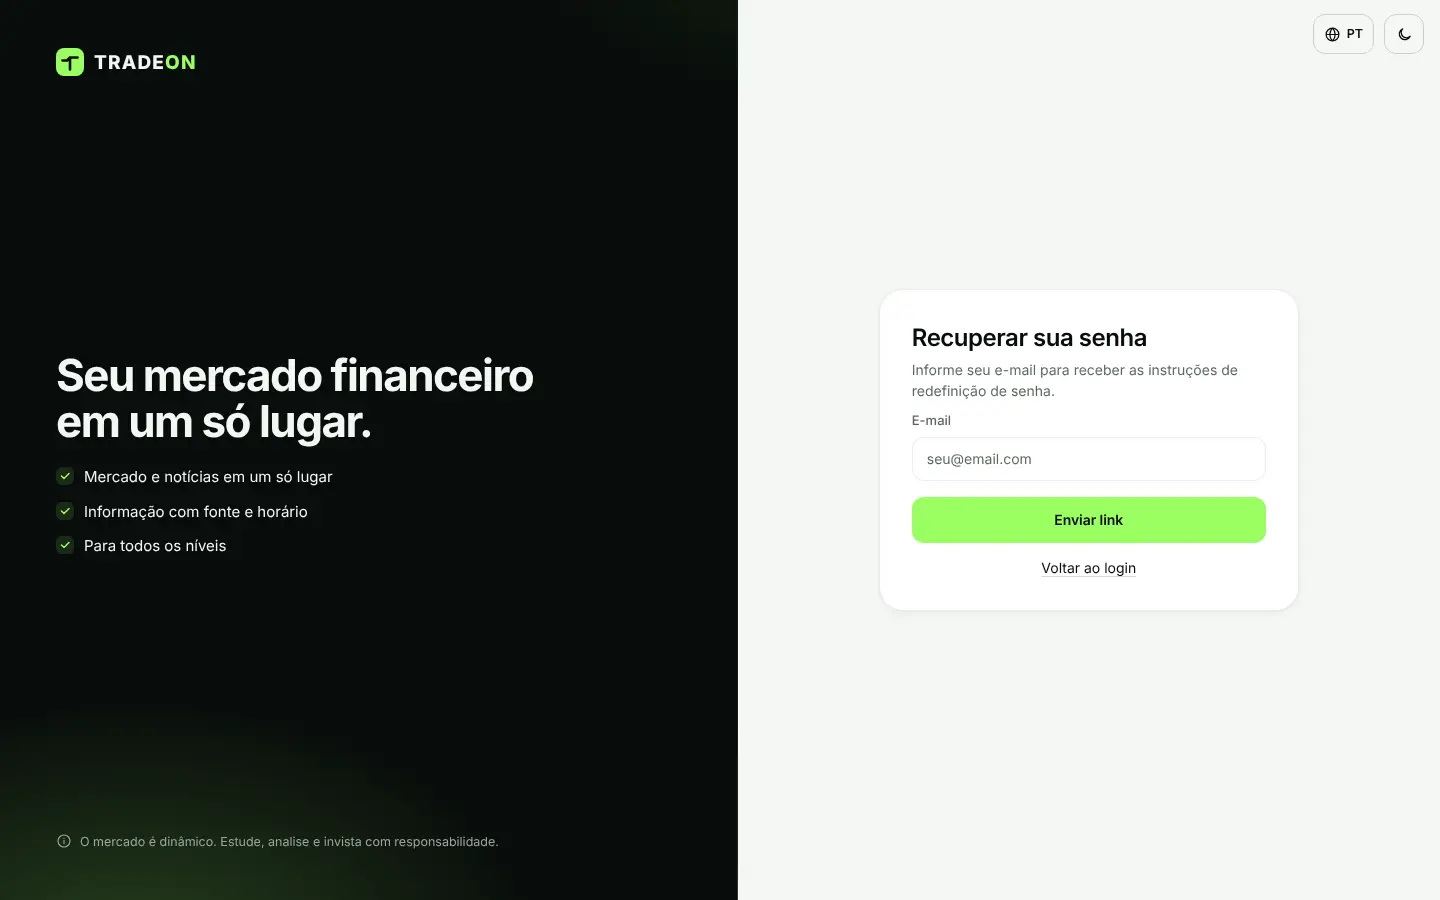 TRADEON
Seu mercado financeiro
em um só lugar.
Mercado e notícias em um só lugar
Informação com fonte e horário
Para todos os níveis
O mercado é dinâmico. Estude, analise e invista com responsabilidade.
PT
Recuperar sua senha
Informe seu e-mail para receber as instruções de
redefinição de senha.
E-mail
seu@email.com
Enviar link
Voltar ao login